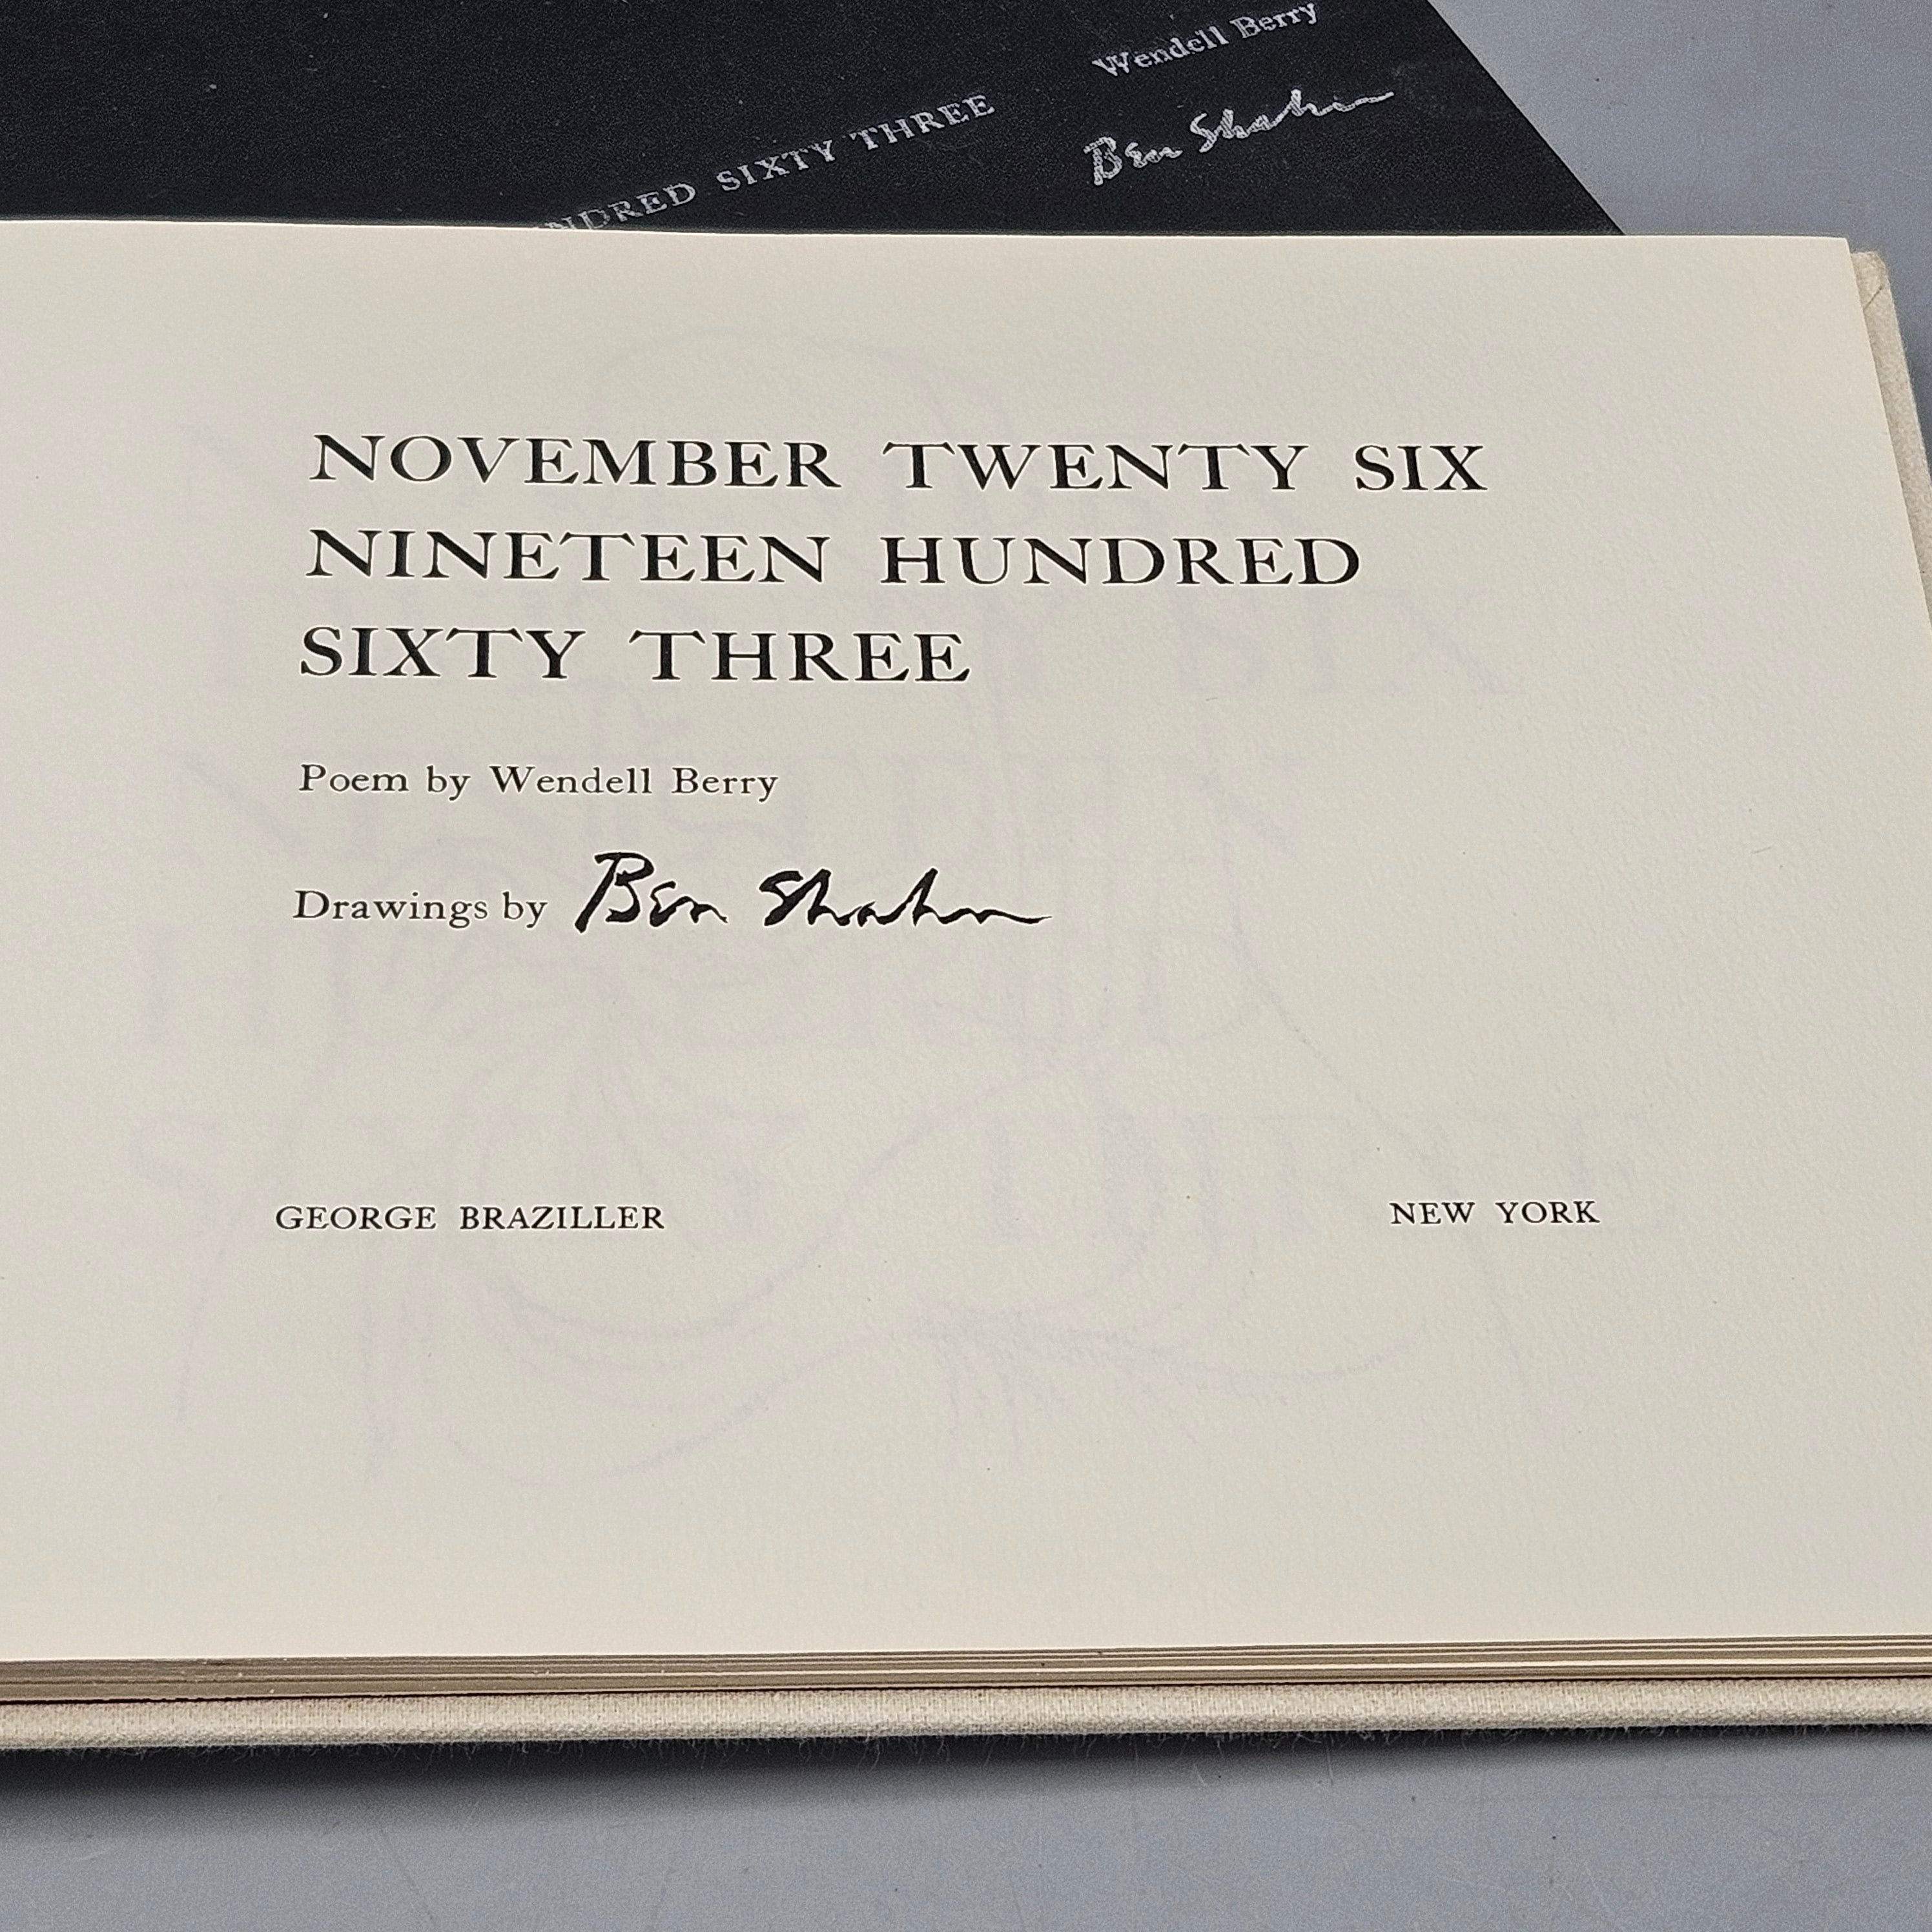 Wendell Berry
SIXTY THREE
Ben Shahn
NOVEMBER TWENTY SIX
NINETEEN HUNDRED
SIXTY THREE
Poem by Wendell Berry
Drawings by Ben Shahn
GEORGE BRAZILLER NEW YORK